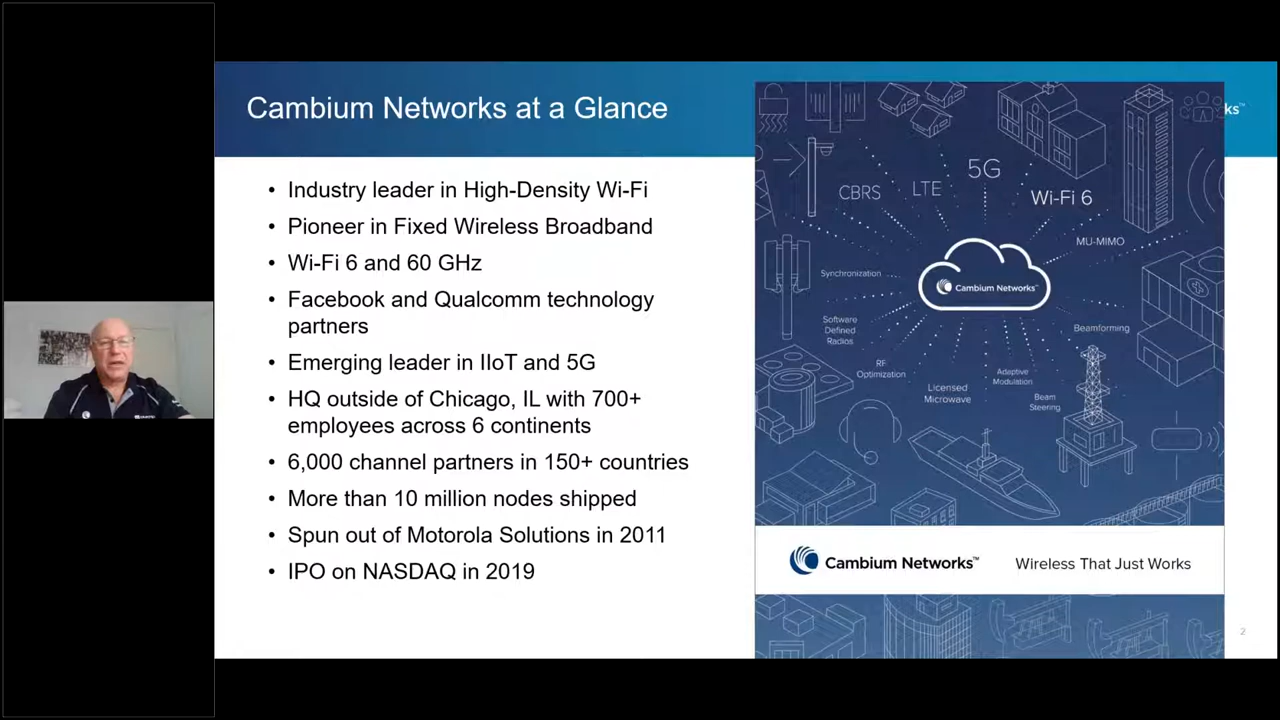 Cambium Networks at a Glance
ks™
• Industry leader in High-Density Wi-Fi
• Pioneer in Fixed Wireless Broadband
• Wi-Fi 6 and 60 GHz
• Facebook and Qualcomm technology
partners
• Emerging leader in IIoT and 5G
• HQ outside of Chicago, IL with 700+
employees across 6 continents
• 6,000 channel partners in 150+ countries
• More than 10 million nodes shipped
• Spun out of Motorola Solutions in 2011
• IPO on NASDAQ in 2019
CBRS
LTE
5G
Wi-Fi 6
MU-MIMO
Synchronization
Cambium Networks™
Software
Defined
Radios
Beamforming
RF
Optimization
Licensed
Microwave
Adaptive
Modulation
Beam
Steering
Cambium Networks™
Wireless That Just Works
2